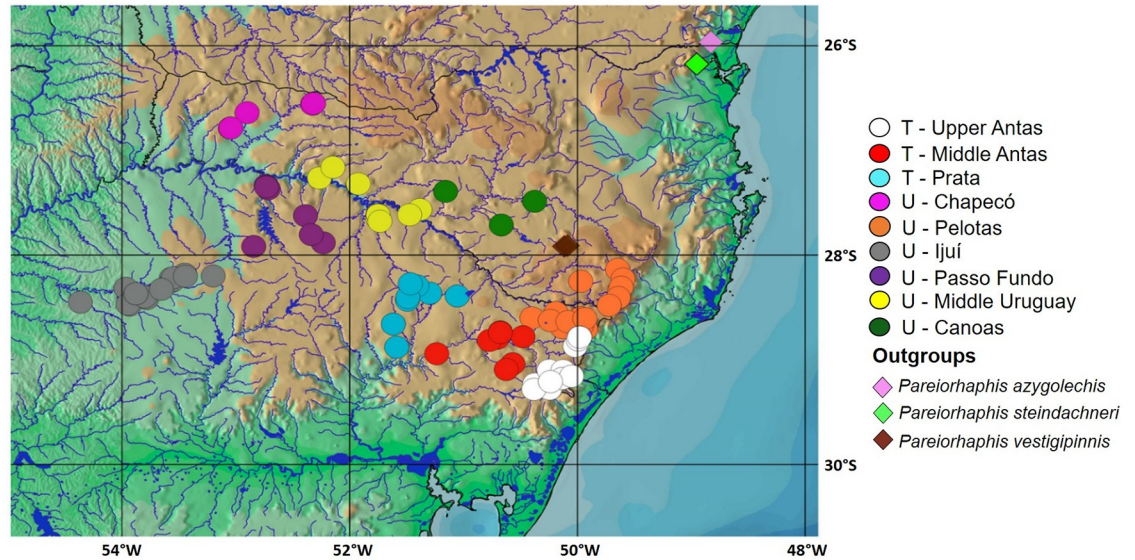 26°S
28°S
30°S
54°W
52°W
50°W
48°W
T - Upper Antas
T - Middle Antas
T - Prata
U - Chapecó
U - Pelotas
U - Ijuí
U - Passo Fundo
U - Middle Uruguay
U - Canoas
Outgroups
Pareiorhaphis azygolechis
Pareiorhaphis steindachneri
Pareiorhaphis vestigipinnis